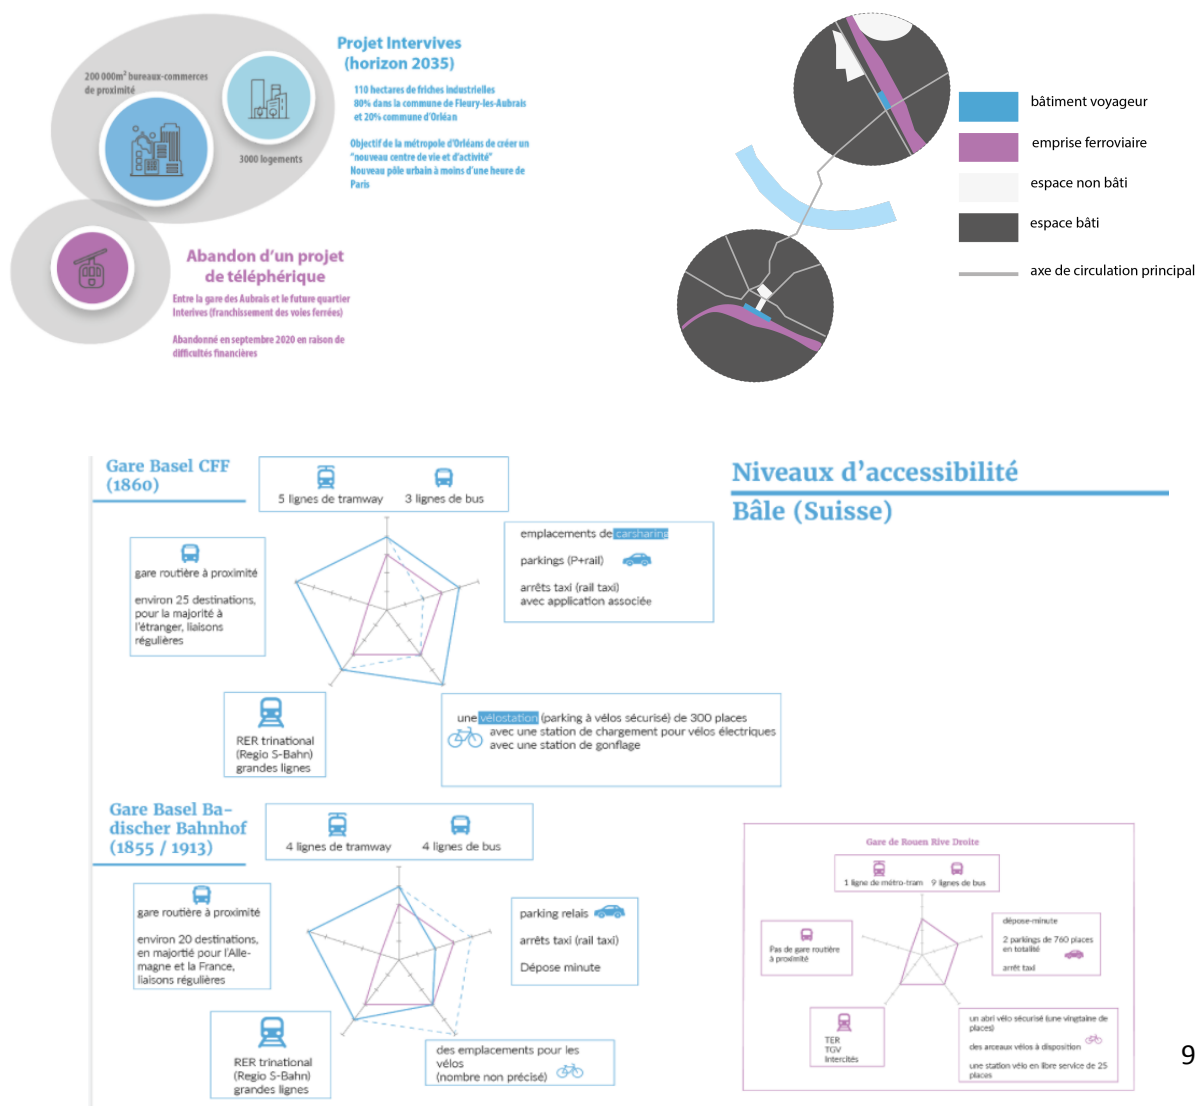 Projet Intervives
(horizon 2035)
200 000m² bureaux-commerces
de proximité
3000 logements
110 hectares de friches industrielles
80% dans la commune de Fleury-les-Aubrais
et 20% commune d'Orléan
Objectif de la métropole d'Orléans de créer un
"nouveau centre de vie et d'activité"
Nouveau pôle urbain à moins d'une heure de
Paris
Abandon d'un projet
de téléphérique
Entre la gare des Aubrais et le future quartier
Interives (franchissement des voies ferrées)
Abandonné en septembre 2020 en raison de
difficultés financières
bâtiment voyageur
emprise ferroviaire
espace non bâti
espace bâti
axe de circulation principal
Niveaux d'accessibilité
Bâle (Suisse)
Gare Basel CFF
(1860)
5 lignes de tramway 3 lignes de bus
emplacements de carsharing
parkings (P+rail)
arrêts taxi (rail taxi)
avec application associée
gare routière à proximité
environ 25 destinations,
pour la majorité à
l'étranger, liaisons
régulières
RER trinational
(Regio S-Bahn)
grandes lignes
une vélostation (parking à vélos sécurisé) de 300 places
avec une station de chargement pour vélos électriques
avec une station de gonflage
Gare Basel Ba-
discher Bahnhof
(1855 / 1913)
4 lignes de tramway 4 lignes de bus
gare routière à proximité
environ 20 destinations,
en majortié pour l'Alle-
magne et la France,
liaisons régulières
parking relais
arrêts taxi (rail taxi)
Dépose minute
RER trinational
(Regio S-Bahn)
grandes lignes
des emplacements pour les
vélos
(nombre non précisé)
Gare de Rouen Rive Droite
1 ligne de métro-tram 9 lignes de bus
Pas de gare routière
à proximité
dépose-minute
2 parkings de 760 places
en totalité
arrêt taxi
TER
TGV
Intercités
un abri vélo sécurisé (une vingtaine de
places)
des arceaux vélos à disposition
une station vélo en libre service de 25
places
9